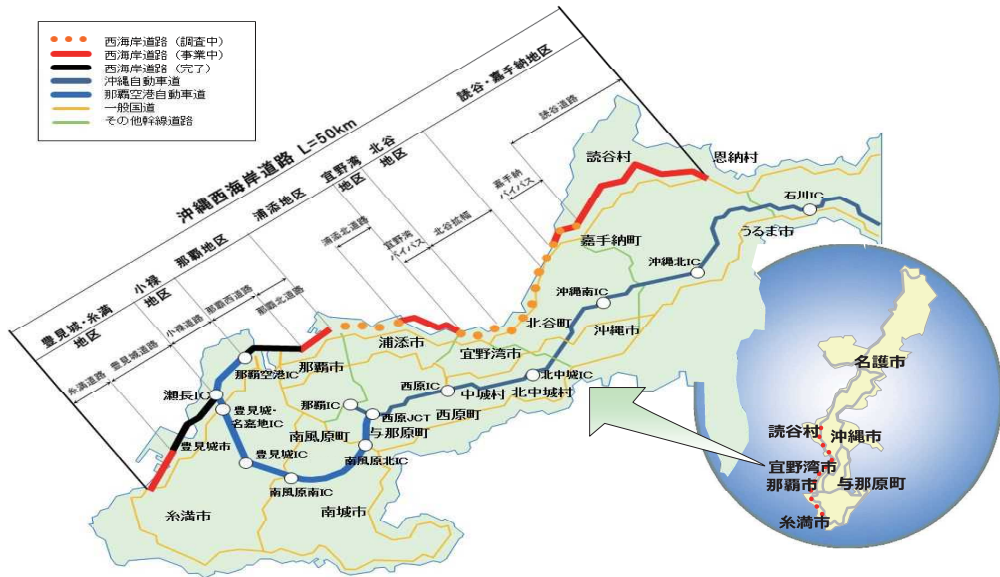 西海岸道路（調査中）
西海岸道路（事業中）
西海岸道路（完了）
沖縄自動車道
那覇空港自動車道
一般国道
その他幹線道路
沖縄西海岸道路 L=50km
豊見城・糸満
地区
小禄
地区
那覇地区
浦添地区
宜野湾
地区
北谷
地区
読谷・嘉手納地区
糸満道路
豊見城道路
小禄道路
那覇西道路
那覇北道路
浦添北道路
宜野湾
バイパス
北谷拡幅
嘉手納
バイパス
読谷道路
読谷村
恩納村
石川IC
うるま市
嘉手納町
沖縄北IC
沖縄南IC
北谷町
沖縄市
浦添市
宜野湾市
那覇市
那覇空港IC
北中城IC
西原IC
中城村
北中城村
瀬長IC
那覇IC
西原JCT
西原町
豊見城・
名嘉地IC
南風原町
与那原町
豊見城市
豊見城IC
南風原北IC
南風原南IC
糸満市
南城市
名護市
読谷村
沖縄市
宜野湾市
那覇市
与那原町
糸満市